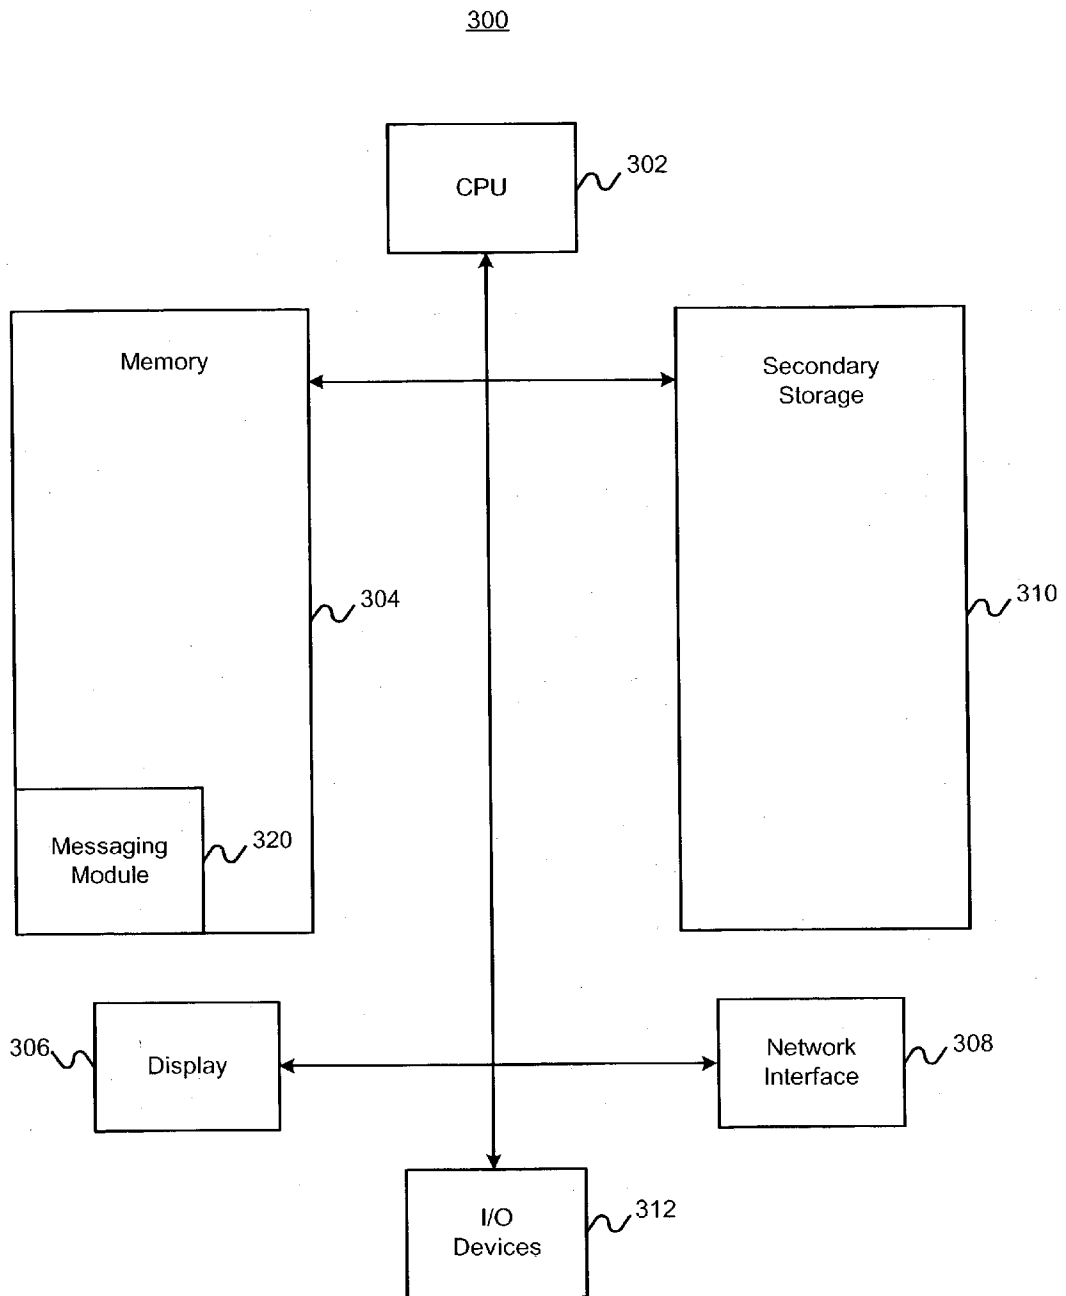 300
CPU
302
Memory
Secondary
Storage
304
310
Messaging
Module
320
306
Display
Network
Interface
308
I/O
Devices
312